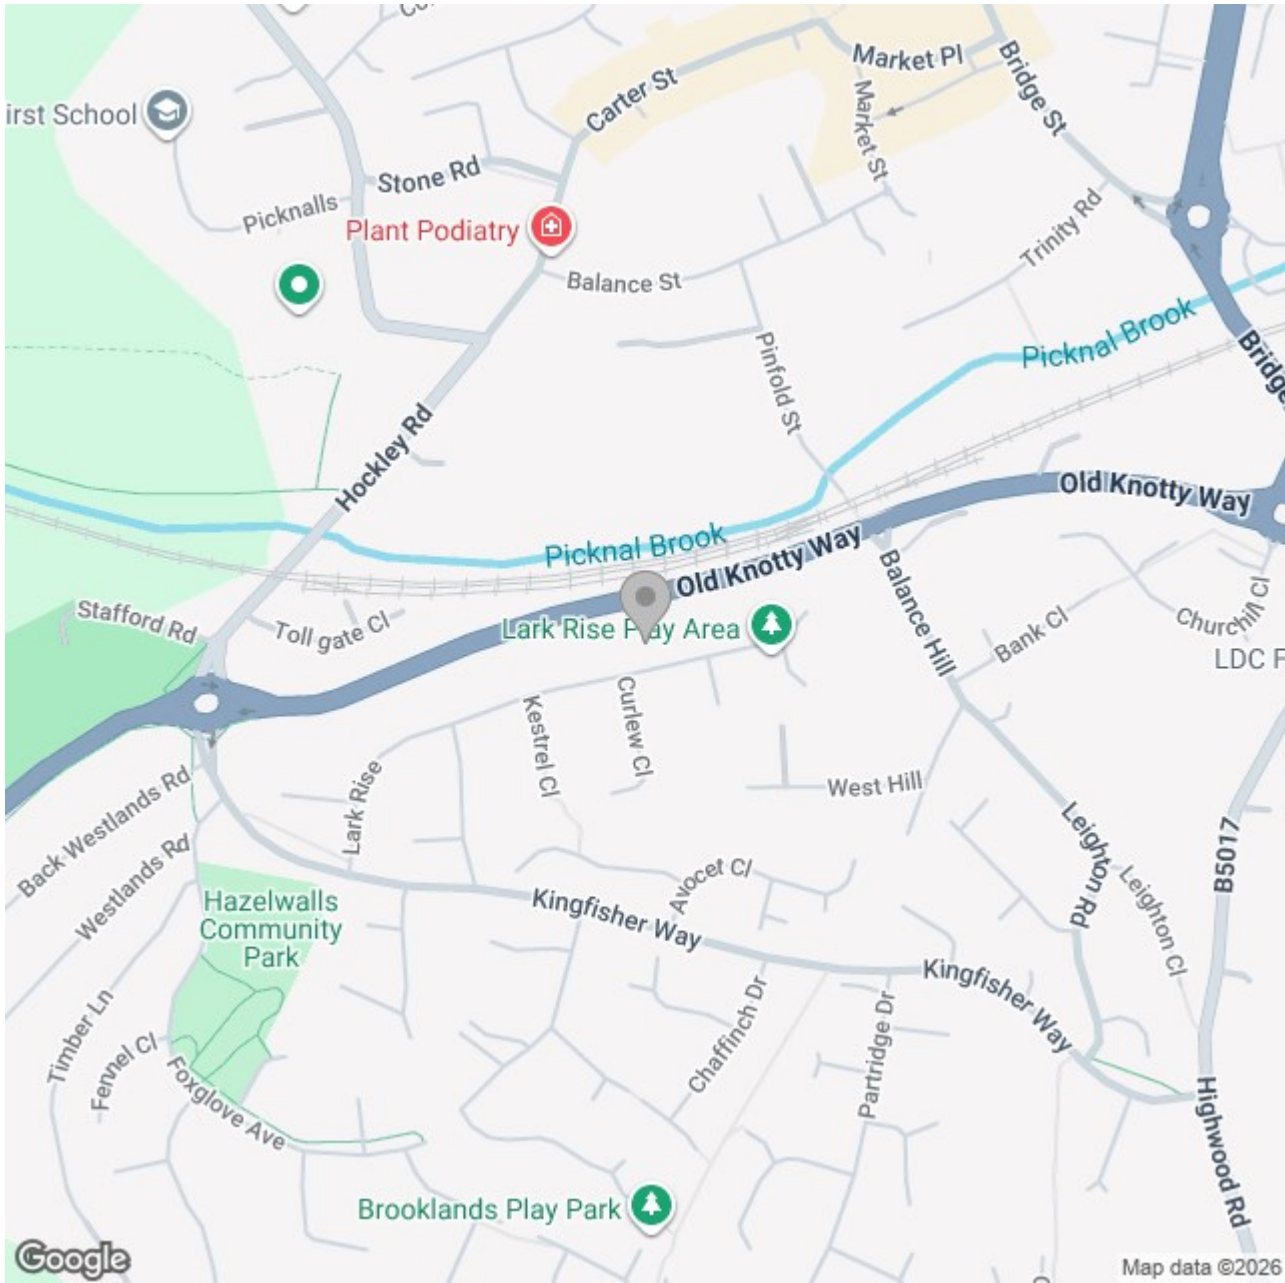 Market Pl
Bridge St
Carter St
irst School
Market St
Stone Rd
Picknalls
Plant Podiatry
Trinity Rd
Balance St
Picknal Brook
Pinfold St
Hockley Rd
Old Knotty Way
Picknal Brook
Old Knotty Way
Stafford Rd
Toll gate Cl
Lark Rise Play Area
Balance Hill
Bank Cl
Churchill Cl
LDC F
Kestrel Cl
Curlew Cl
West Hill
Lark Rise
Back Westlands Rd
Westlands Rd
Leighton Rd
Leighton Cl
B5017
Avocet Cl
Hazelwalls
Community
Park
Kingfisher Way
Kingfisher Way
Chaffinch Dr
Partridge Dr
Timber Ln
Fennel Cl
Foxglove Ave
Highwood Rd
Brooklands Play Park
Google
Map data ©2026